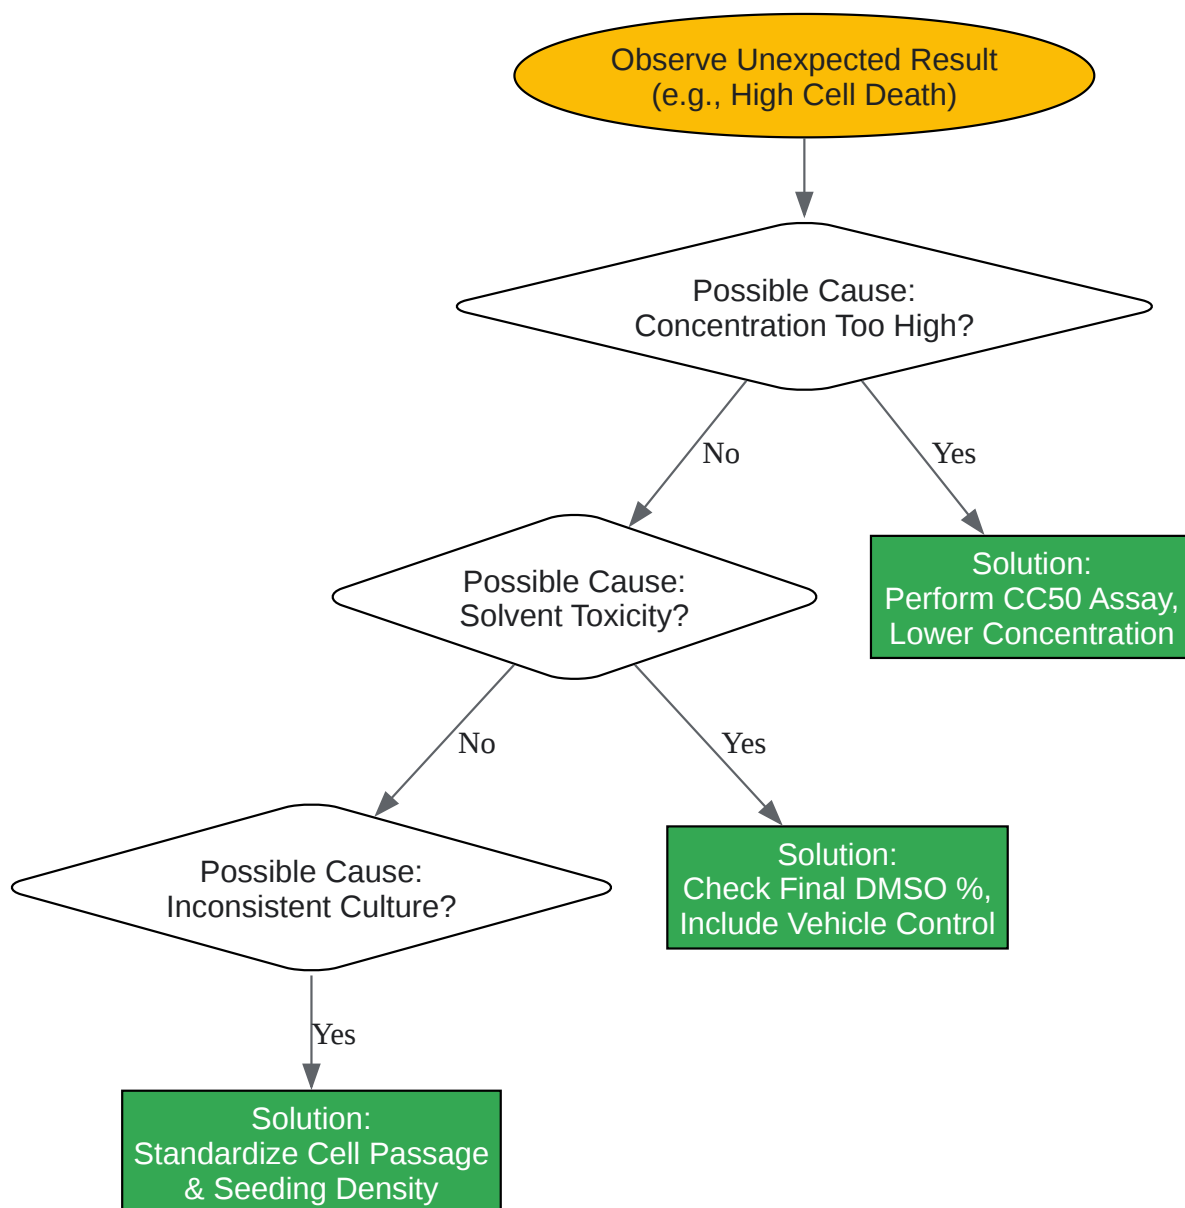 Observe Unexpected Result
(e.g., High Cell Death)
Possible Cause:
Concentration Too High?
No
Yes
Possible Cause:
Solvent Toxicity?
Solution:
Perform CC50 Assay,
Lower Concentration
No
Yes
Possible Cause:
Inconsistent Culture?
Solution:
Check Final DMSO %,
Include Vehicle Control
Yes
Solution:
Standardize Cell Passage
& Seeding Density